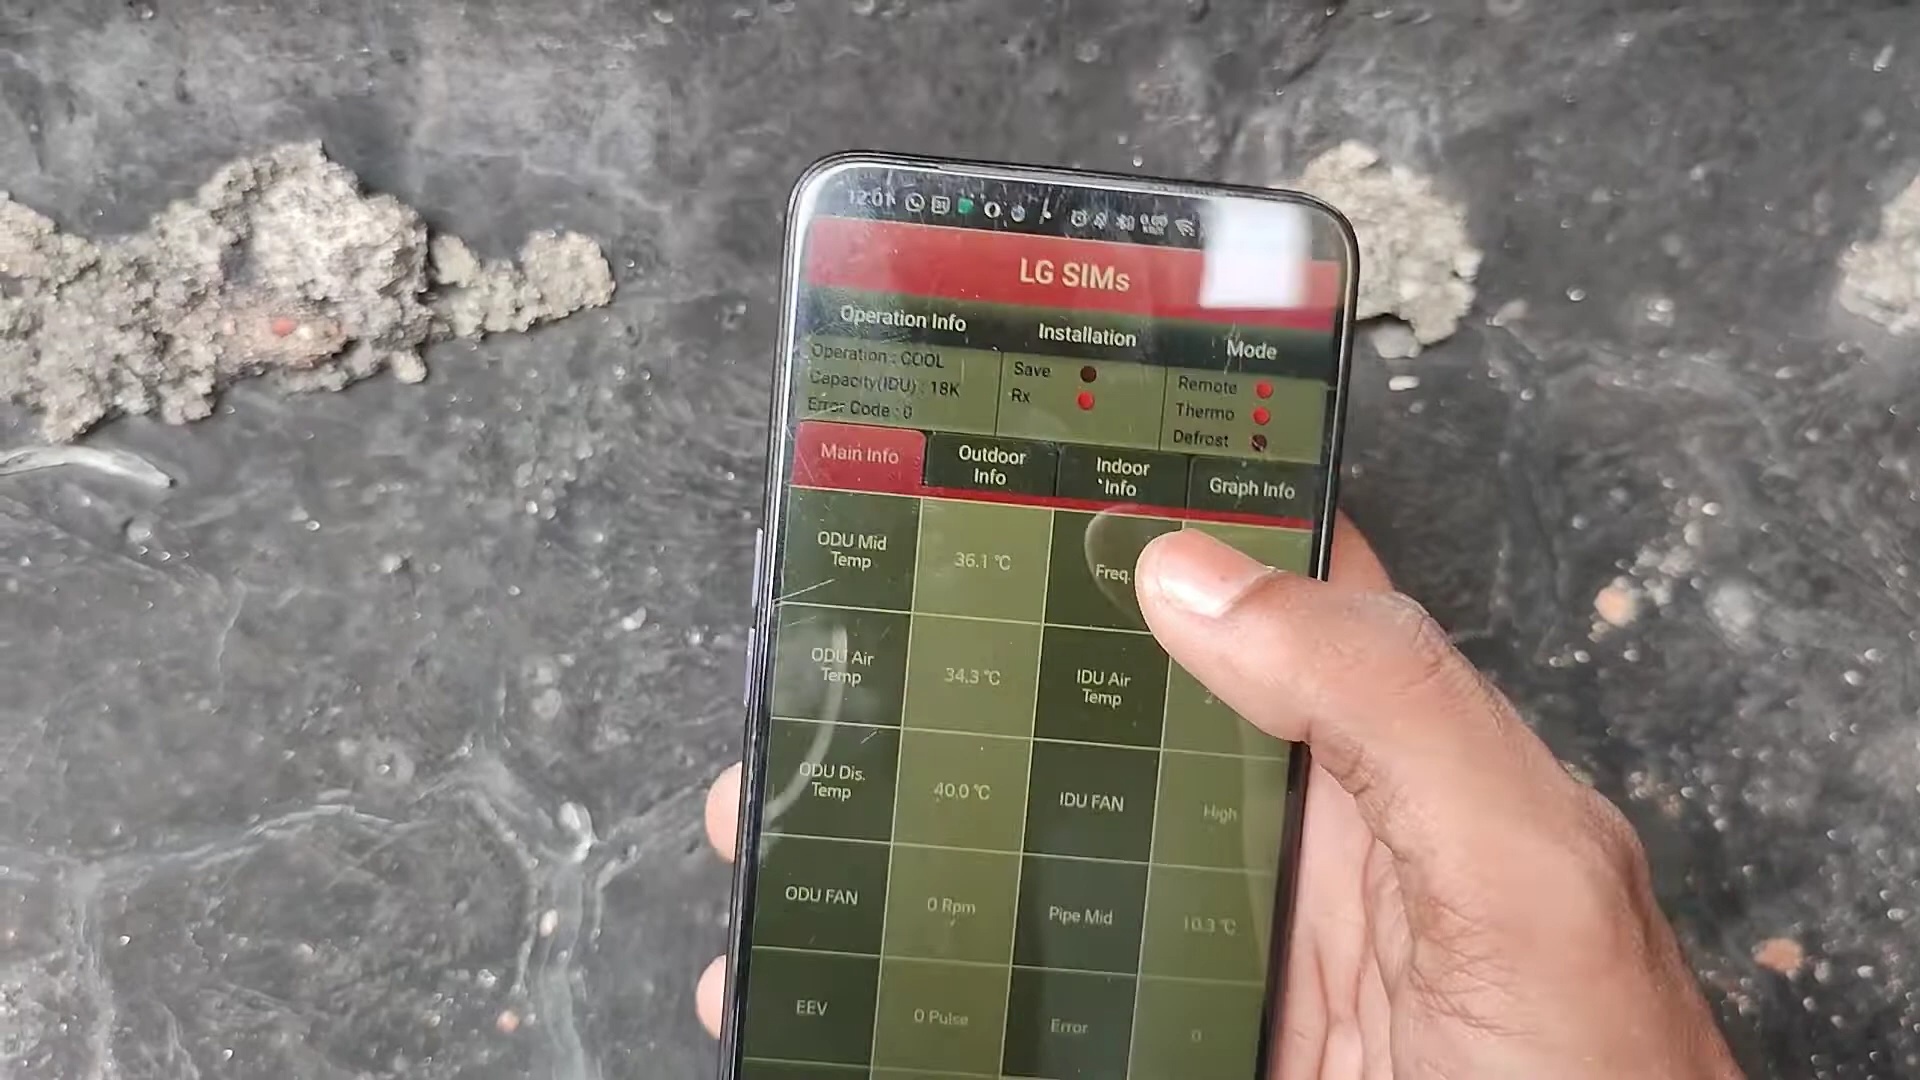 12:01
LG SIMs
Operation Info
Installation
Mode
Operation : COOL
Capacity(IDU) : 18K
Error Code : 0
Save
Rx
Remote
Thermo
Defrost
Main Info
Outdoor
Info
Indoor
Info
Graph Info
ODU Mid
Temp
36.1 °C
Freq.
ODU Air
Temp
34.3 °C
IDU Air
Temp
ODU Dis.
Temp
40.0 °C
IDU FAN
High
ODU FAN
0 Rpm
Pipe Mid
10.3 °C
EEV
0 Pulse
Error
0